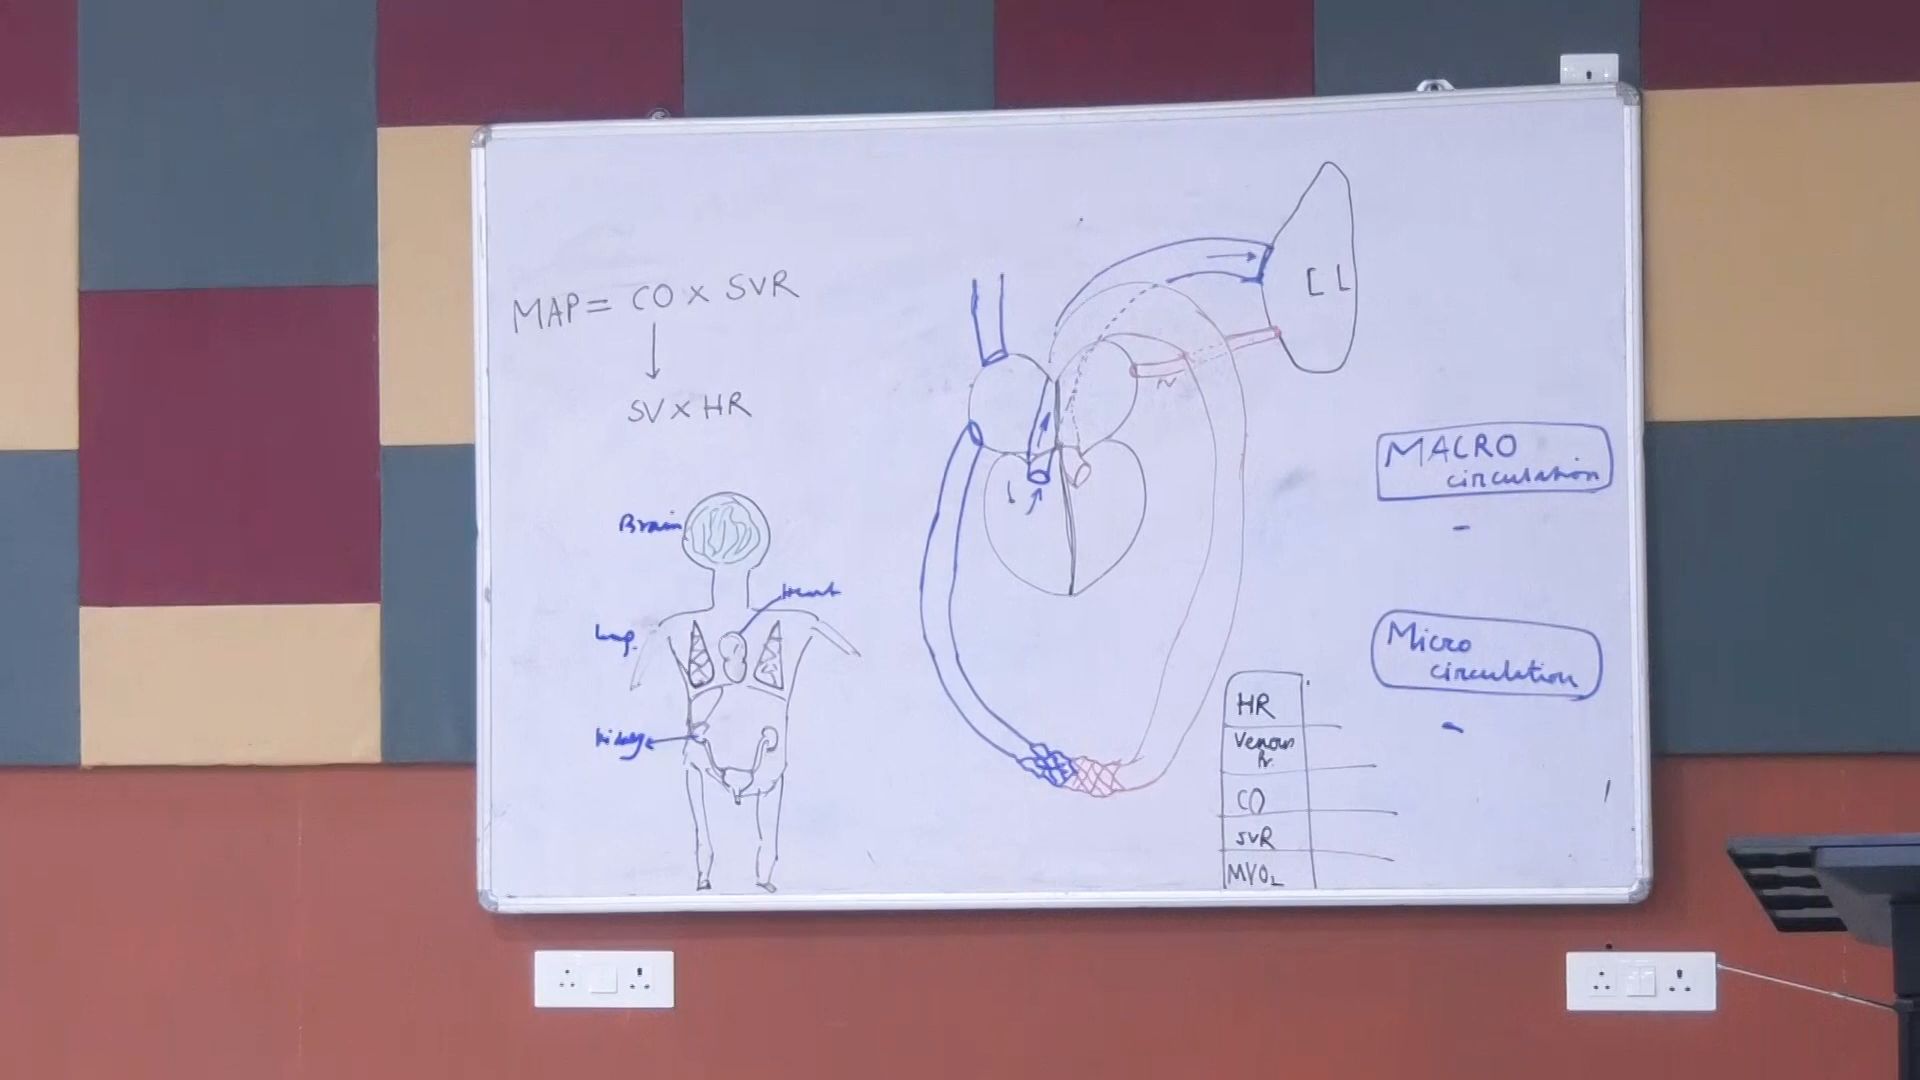 MAP = CO x SVR
SV x HR
Brain
Heart
Lung.
Kidney
LL
MACRO
circulation
-
Micro
circulation
-
HR
Venous
Pr.
CO
SVR
MVO2